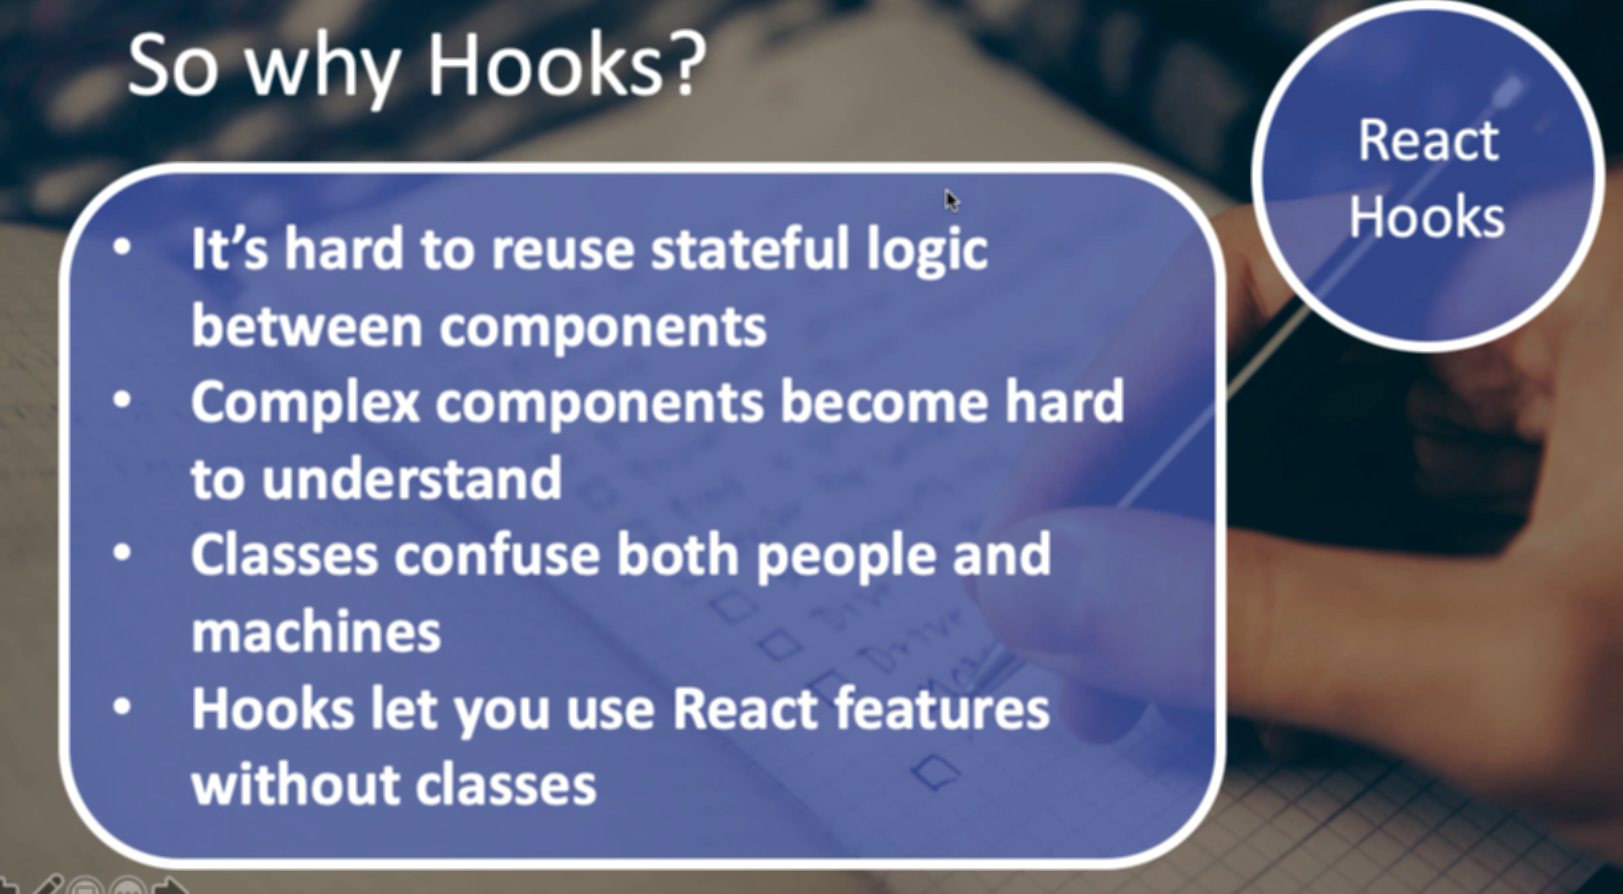 So why Hooks?
React
Hooks
• It’s hard to reuse stateful logic
between components
• Complex components become hard
to understand
• Classes confuse both people and
machines
• Hooks let you use React features
without classes
Drive